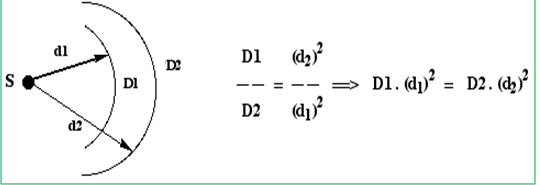 d1
S
D1
D2
d2
D1 (d₂)²
-- = -- ⟹ D1.(d₁)² = D2.(d₂)²
D2 (d₁)²